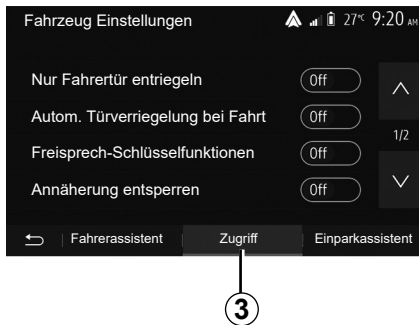 Fahrzeug Einstellungen 27°C 9:20 AM
Nur Fahrertür entriegeln Off
Autom. Türverriegelung bei Fahrt Off
1/2
Freisprech-Schlüsselfunktionen Off
Annäherung entsperren Off
Fahrerassistent Zugriff Einparkassistent
3